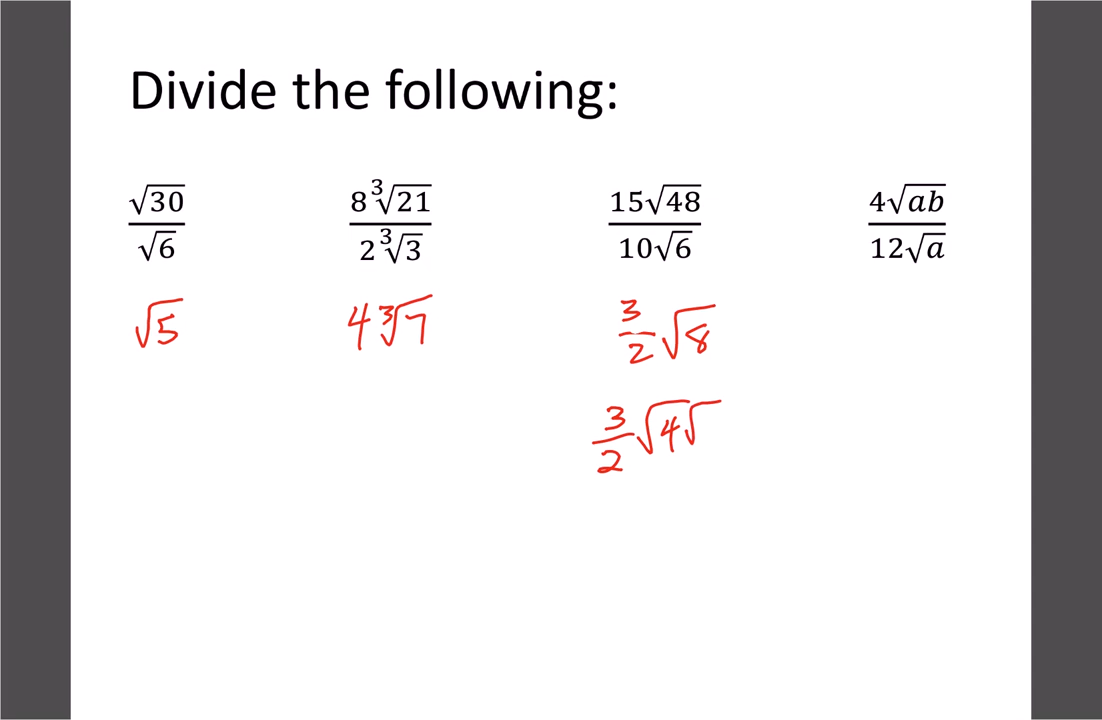 Divide the following:
√30/√6 8∛21/2∛3 15√48/10√6 4√ab/12√a
√5 4∛7 3/2√8
3/2√4√